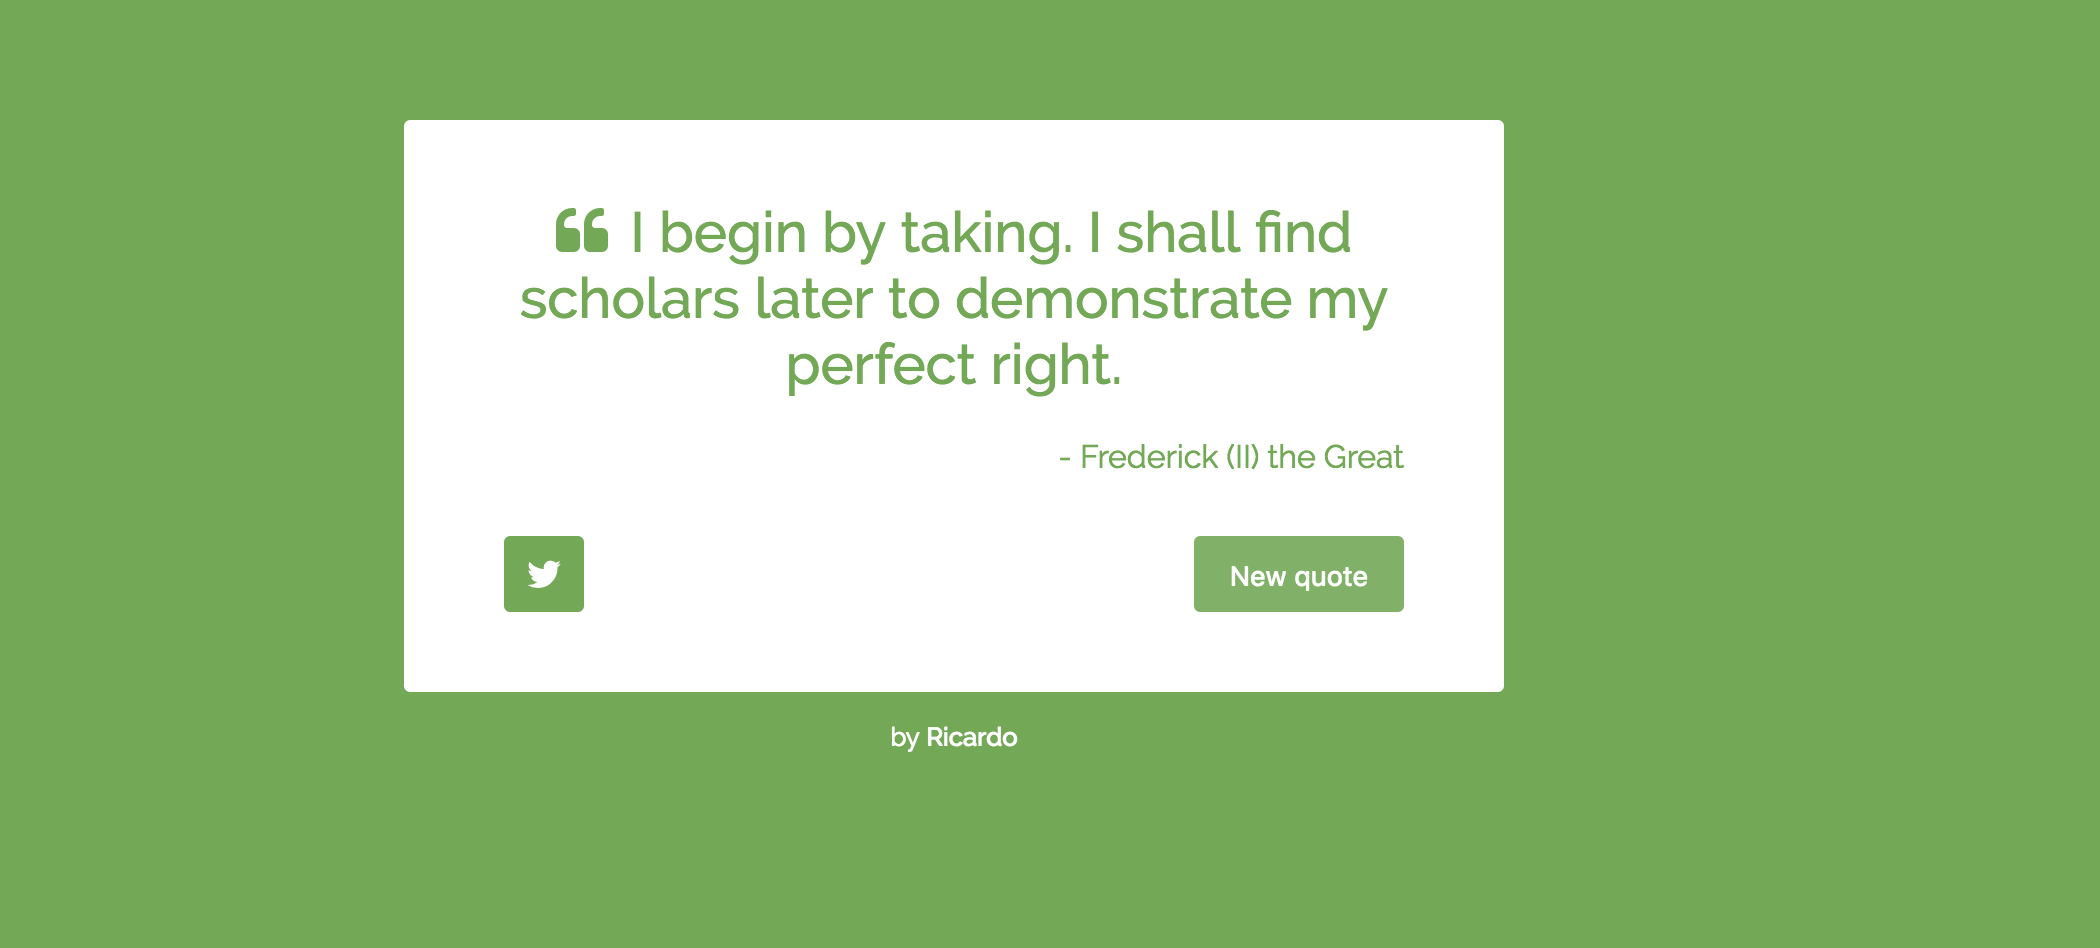 “ I begin by taking. I shall find
scholars later to demonstrate my
perfect right.
- Frederick (II) the Great
New quote
by Ricardo